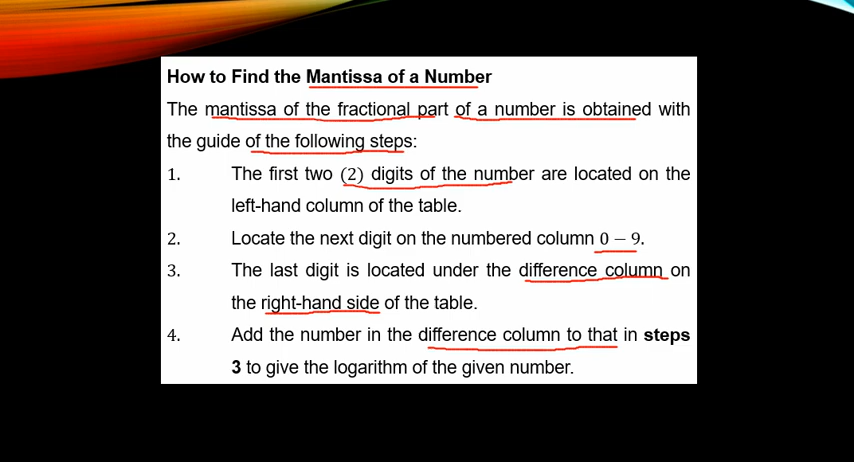 How to Find the Mantissa of a Number
The mantissa of the fractional part of a number is obtained with
the guide of the following steps:
1. The first two (2) digits of the number are located on the
left-hand column of the table.
2. Locate the next digit on the numbered column 0 – 9.
3. The last digit is located under the difference column on
the right-hand side of the table.
4. Add the number in the difference column to that in steps
3 to give the logarithm of the given number.